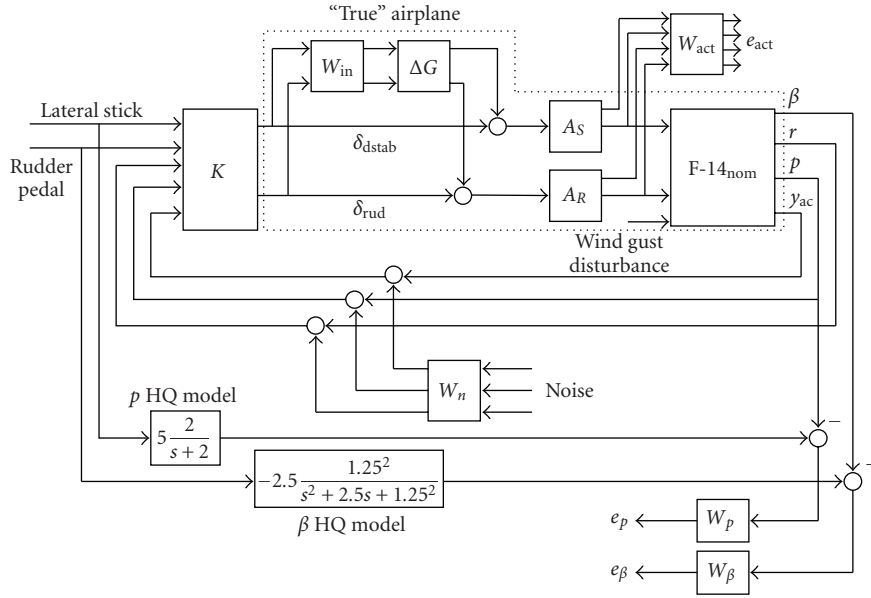 “True” airplane
W_in
ΔG
W_act
e_act
Lateral stick
Rudder
pedal
K
δ_dstab
δ_rud
A_S
A_R
F-14_nom
β
r
p
y_ac
Wind gust
disturbance
W_n
Noise
p HQ model
5 2/(s + 2)
−2.5 1.25²/(s² + 2.5s + 1.25²)
β HQ model
−
−
W_p
e_p
W_β
e_β